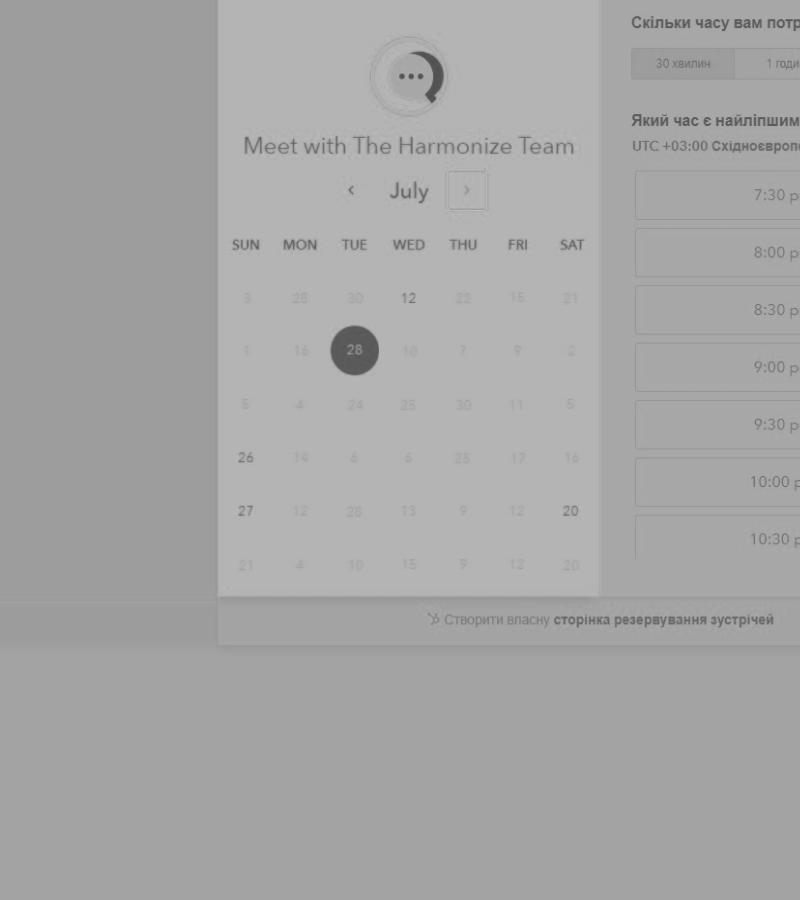 Meet with The Harmonize Team
July
SUN MON TUE WED THU FRI SAT
3 28 30 12 22 15 21
1 16 28 10 7 9 2
5 4 24 25 30 11 5
26 14 6 6 25 17 16
27 12 28 13 9 12 20
21 4 10 15 9 12 20
Скільки часу вам потр
30 хвилин 1 годи
Який час є найліпшим
UTC +03:00 Східноєвропе
7:30 p
8:00 p
8:30 p
9:00 p
9:30 p
10:00 p
10:30 p
Створити власну сторінка резервування зустрічей